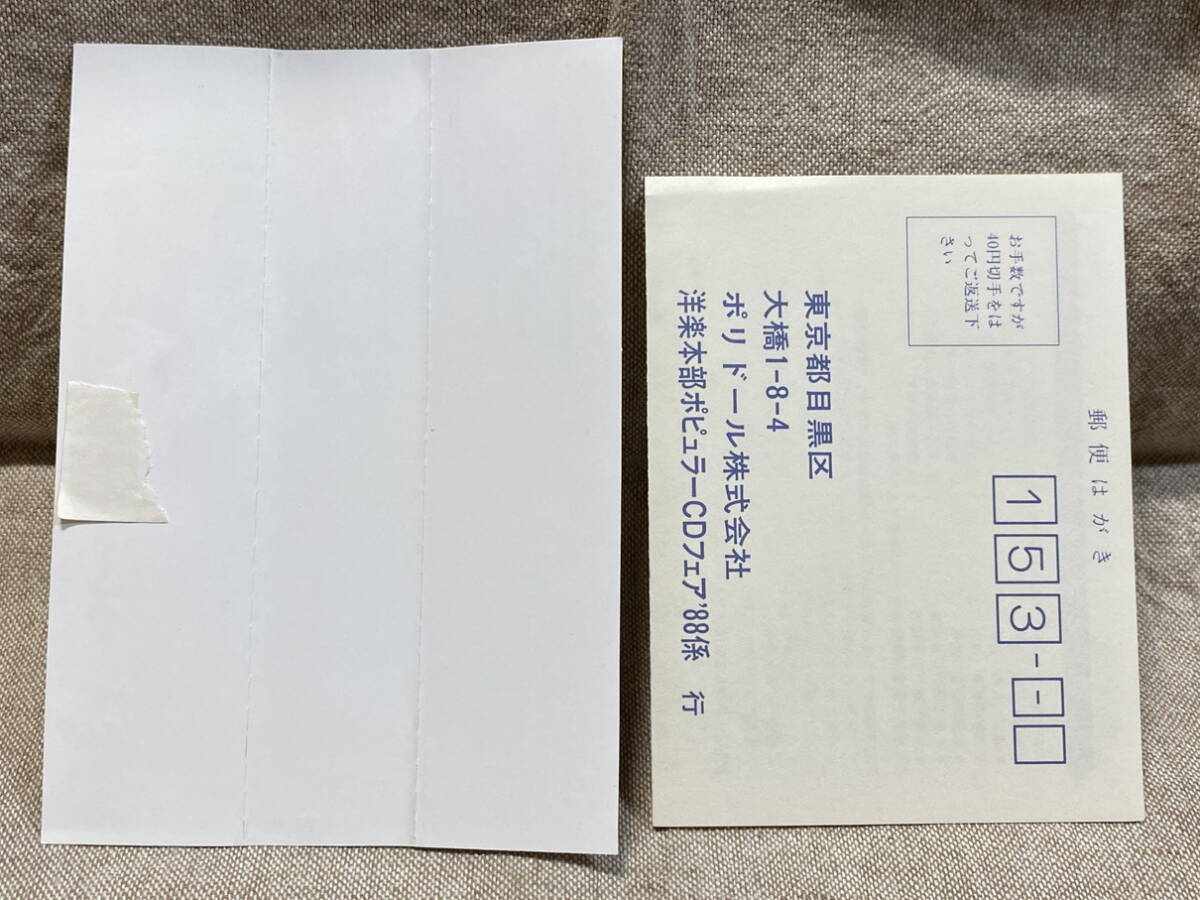 郵便はがき
153--
お手数ですが
40円切手をは
ってご返送下
さい
東京都目黒区
大橋1-8-4
ポリドール株式会社
洋楽本部ポピュラーCDフェア'88係 行